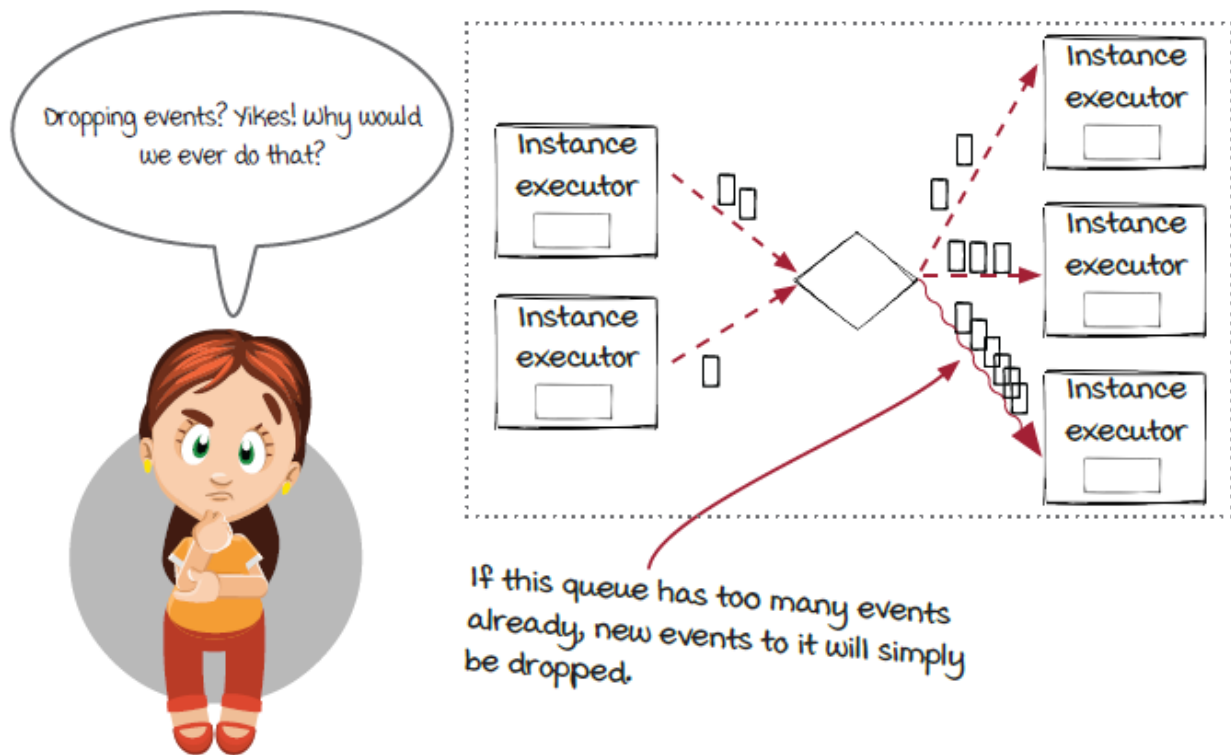 Dropping events? Yikes! Why would
we ever do that?
Instance
executor
Instance
executor
Instance
executor
Instance
executor
Instance
executor
If this queue has too many events
already, new events to it will simply
be dropped.